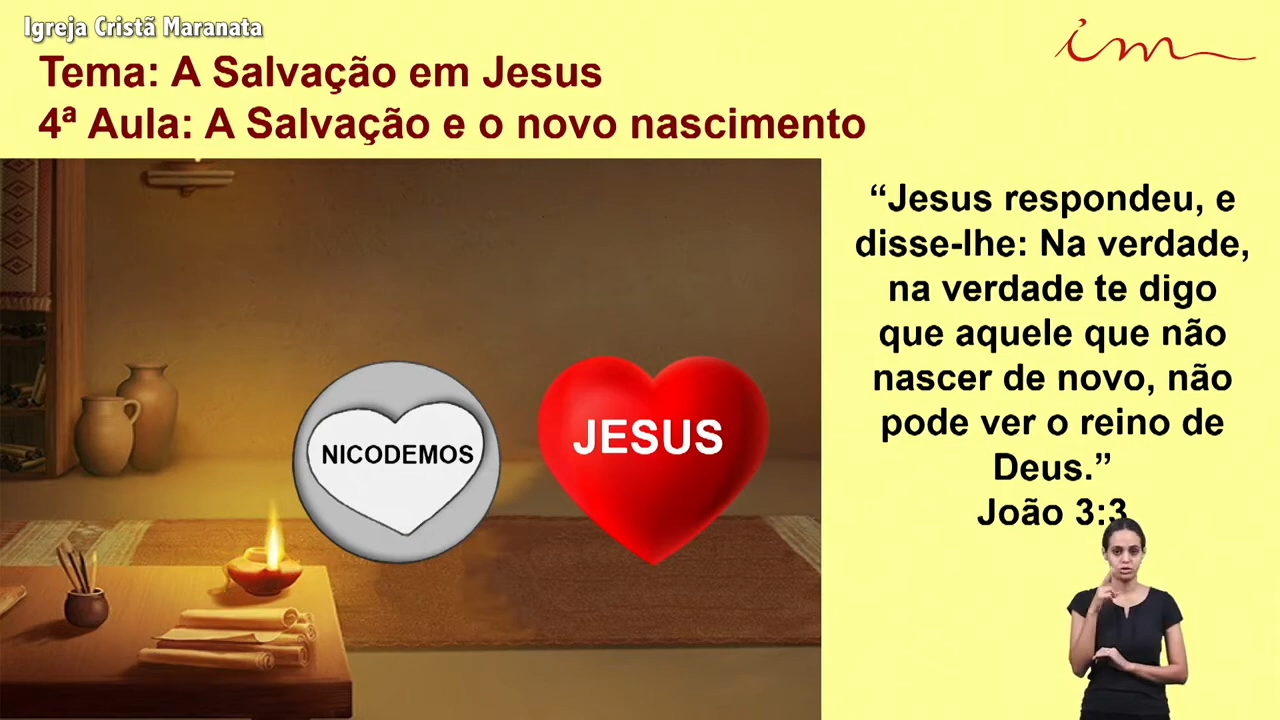 Igreja Cristã Maranata
im
Tema: A Salvação em Jesus
4ª Aula: A Salvação e o novo nascimento
“Jesus respondeu, e
disse-lhe: Na verdade,
na verdade te digo
que aquele que não
nascer de novo, não
pode ver o reino de
Deus.”
João 3:3
NICODEMOS
JESUS